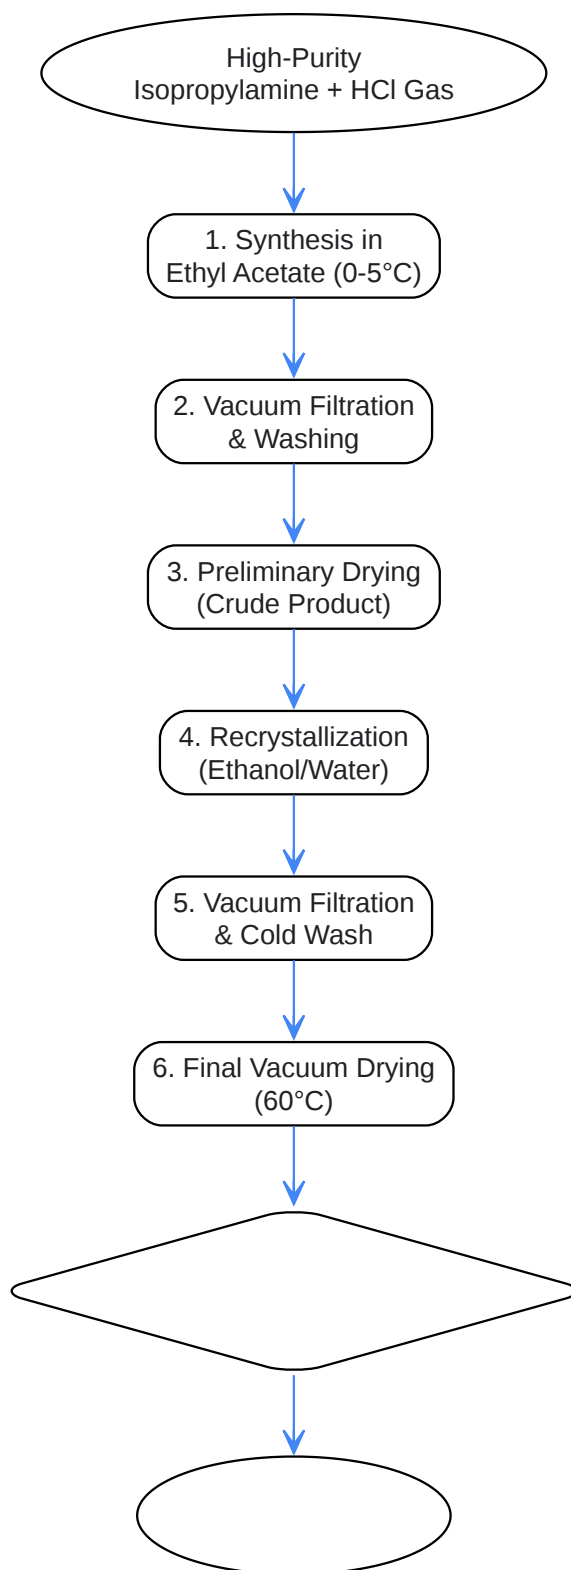 High-Purity
Isopropylamine + HCl Gas
1. Synthesis in
Ethyl Acetate (0-5°C)
2. Vacuum Filtration
& Washing
3. Preliminary Drying
(Crude Product)
4. Recrystallization
(Ethanol/Water)
5. Vacuum Filtration
& Cold Wash
6. Final Vacuum Drying
(60°C)